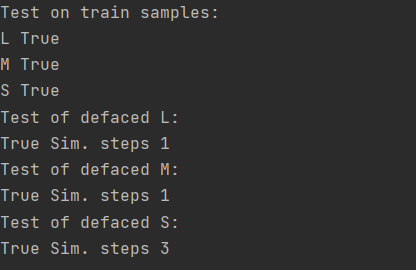 Test on train samples:
L True
M True
S True
Test of defaced L:
True Sim. steps 1
Test of defaced M:
True Sim. steps 1
Test of defaced S:
True Sim. steps 3